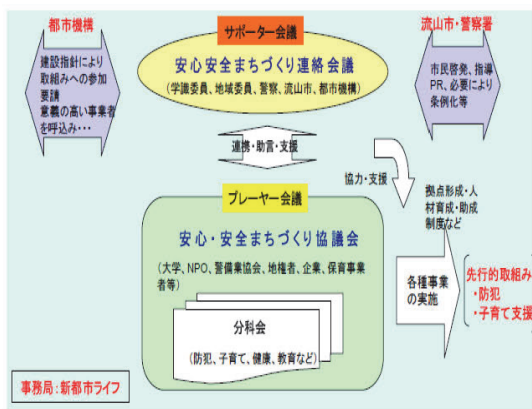 都市機構
サポーター会議
流山市・警察署
建設指針により
取組みへの参加
要請
意義の高い事業者
を呼込み・・・
安心安全まちづくり連絡会議
(学識委員、地域委員、警察、流山市、都市機構)
市民啓発、指導
PR、必要により
条例化等
連携・助言・支援
協力・支援
プレーヤー会議
安心・安全まちづくり協議会
(大学、NPO、警備業協会、地権者、企業、保育事業
者等)
分科会
(防犯、子育て、健康、教育など)
拠点形成・人
材育成・助成
制度など
各種事業
の実施
先行的取組み
・防犯
・子育て支援
事務局:新都市ライフ